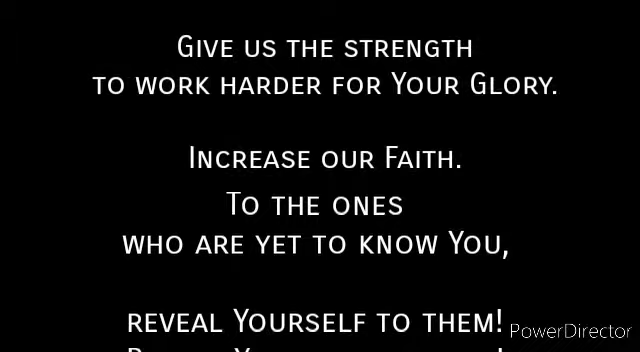 Give us the strength
to work harder for Your Glory.
Increase our Faith.
To the ones
who are yet to know You,
reveal Yourself to them!
PowerDirector